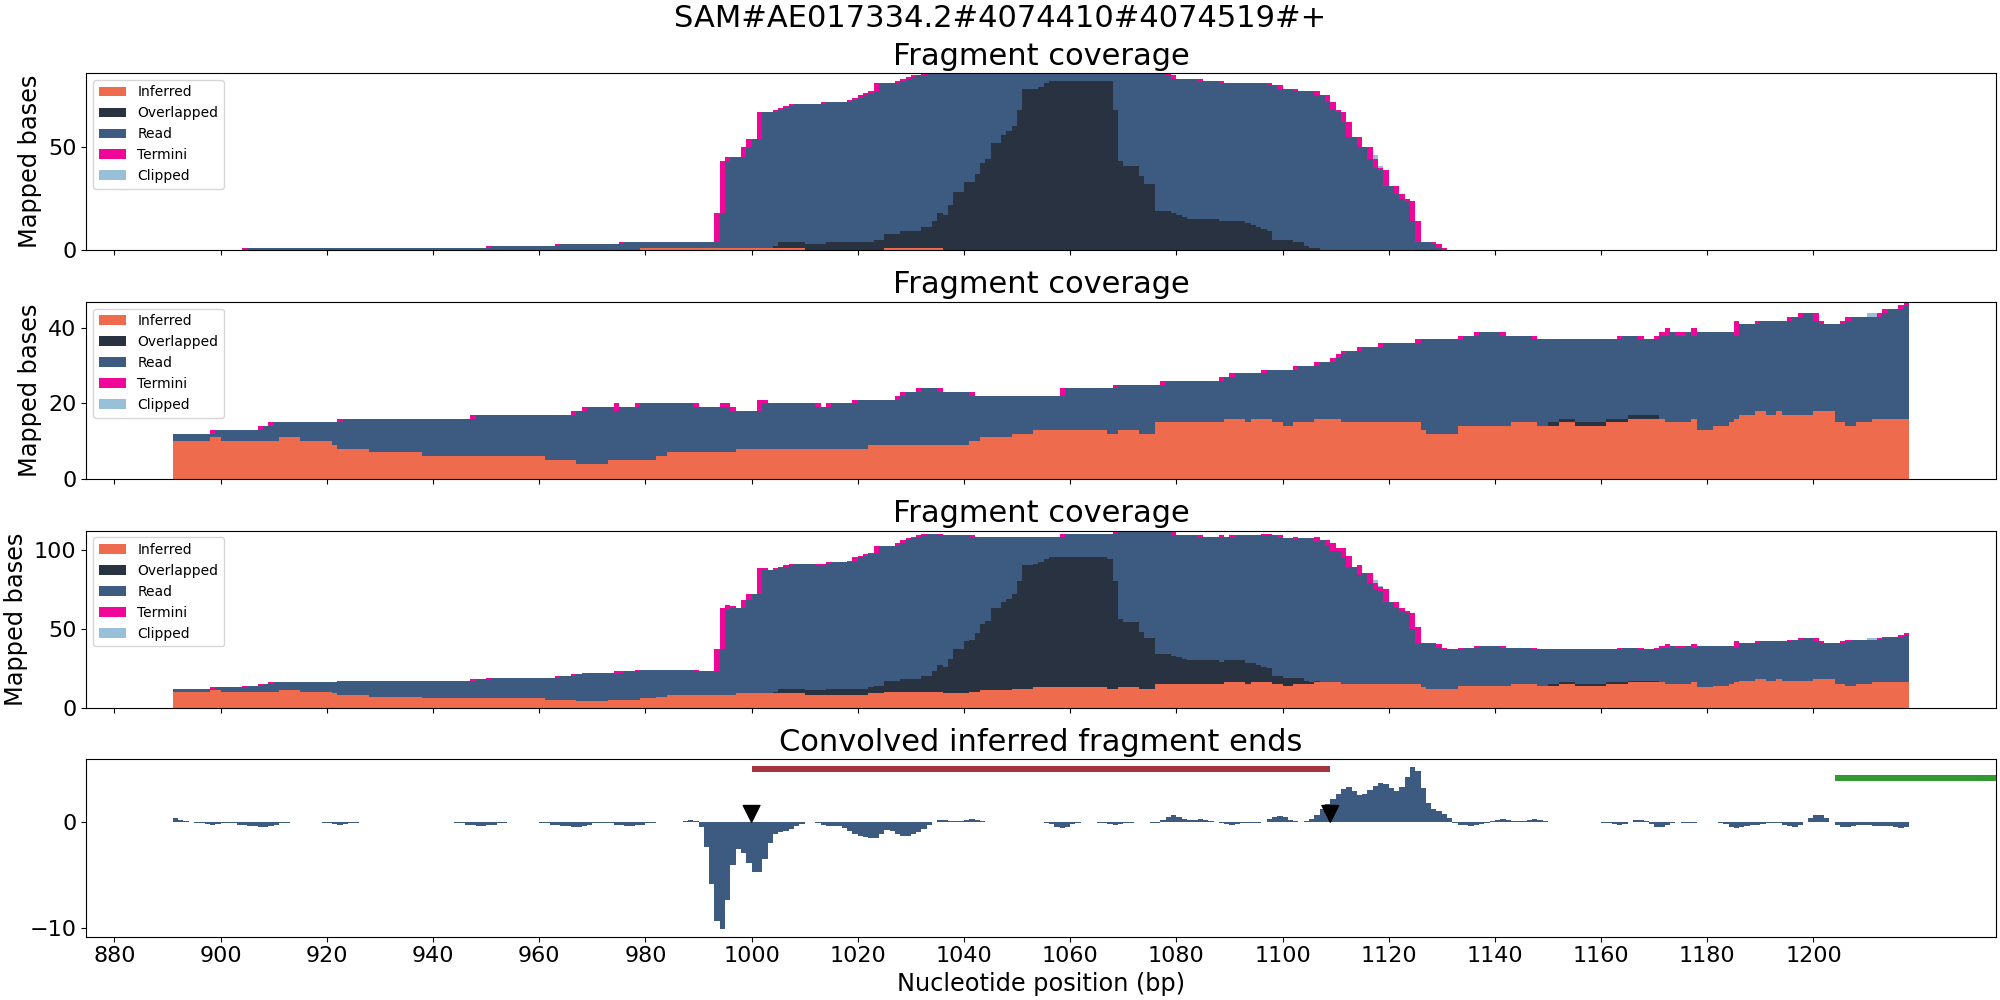 SAM#AE017334.2#4074410#4074519#+
Fragment coverage
Mapped bases
50
0
Inferred
Overlapped
Read
Termini
Clipped
Fragment coverage
Mapped bases
40
20
0
Inferred
Overlapped
Read
Termini
Clipped
Fragment coverage
Mapped bases
100
50
0
Inferred
Overlapped
Read
Termini
Clipped
Convolved inferred fragment ends
0
−10
880 900 920 940 960 980 1000 1020 1040 1060 1080 1100 1120 1140 1160 1180 1200
Nucleotide position (bp)